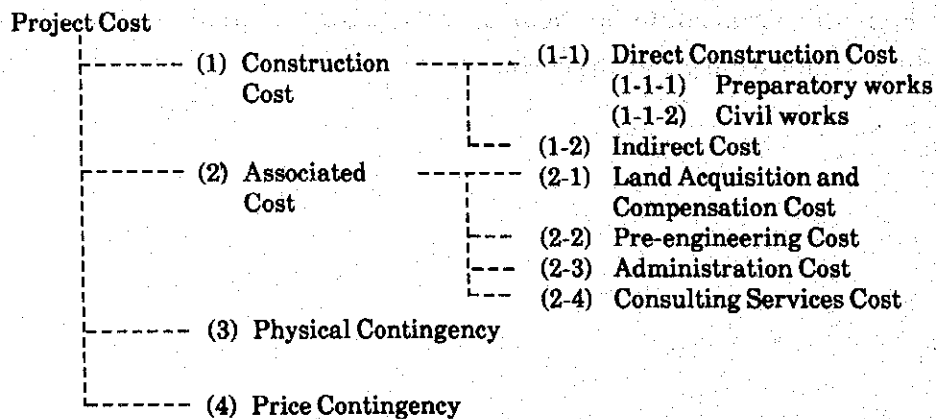 Project Cost
(1) Construction Cost
(1-1) Direct Construction Cost
(1-1-1) Preparatory works
(1-1-2) Civil works
(1-2) Indirect Cost
(2) Associated Cost
(2-1) Land Acquisition and
Compensation Cost
(2-2) Pre-engineering Cost
(2-3) Administration Cost
(2-4) Consulting Services Cost
(3) Physical Contingency
(4) Price Contingency